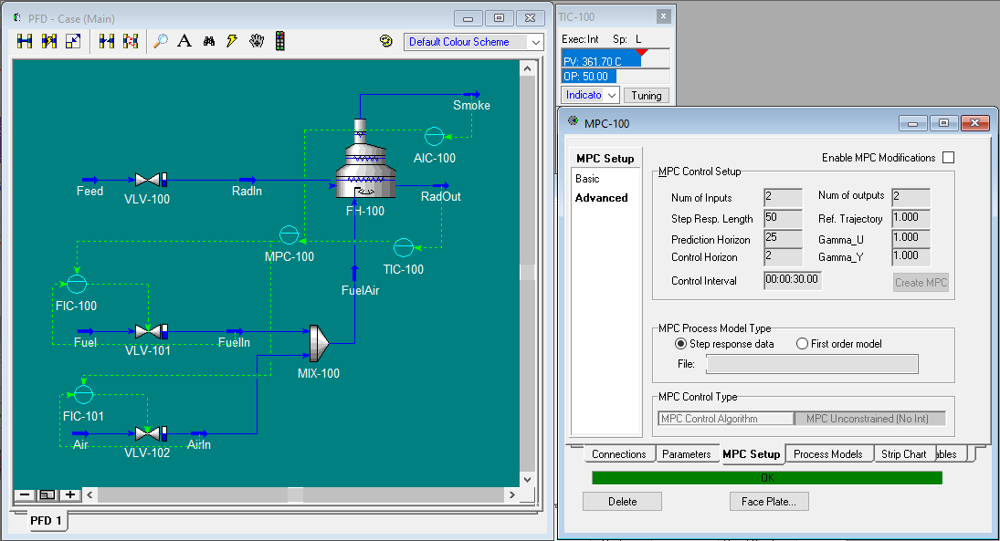 PFD - Case (Main)
A
Default Colour Scheme
Smoke
AIC-100
Feed
VLV-100
RadIn
RadOut
FH-100
MPC-100
TIC-100
FuelAir
FIC-100
Fuel
VLV-101
FuelIn
MIX-100
FIC-101
Air
VLV-102
AirIn
PFD 1
TIC-100
Exec: Int Sp: L
PV: 361.70 C
OP: 50.00
Indicato
Tuning
MPC-100
MPC Setup
Basic
Advanced
Enable MPC Modifications
MPC Control Setup
Num of Inputs 2 Num of outputs 2
Step Resp. Length 50 Ref. Trajectory 1.000
Prediction Horizon 25 Gamma_U 1.000
Control Horizon 2 Gamma_Y 1.000
Control Interval 00:00:30.00 Create MPC
MPC Process Model Type
Step response data First order model
File:
MPC Control Type
MPC Control Algorithm MPC Unconstrained (No Int)
Connections Parameters MPC Setup Process Models Strip Chart ables
OK
Delete Face Plate...